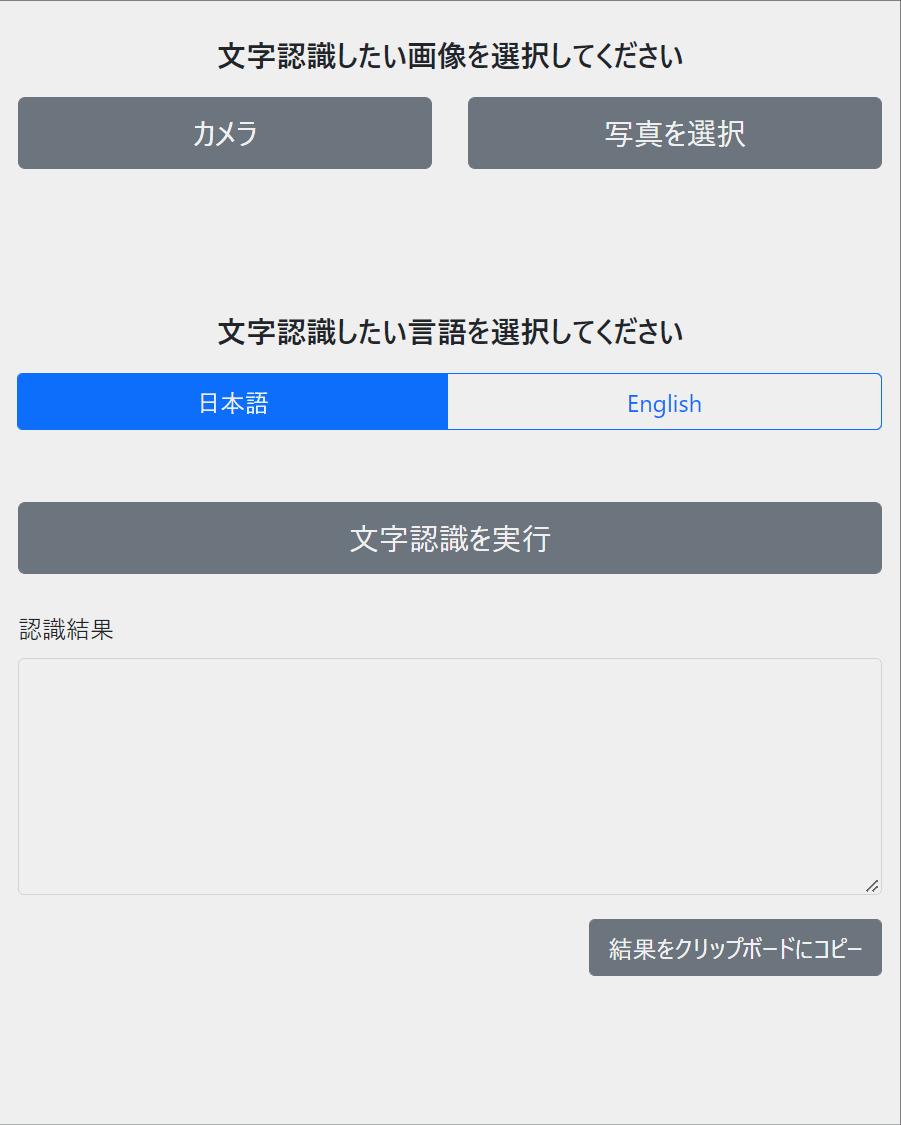 文字認識したい画像を選択してください
カメラ
写真を選択
文字認識したい言語を選択してください
日本語
English
文字認識を実行
認識結果
結果をクリップボードにコピー